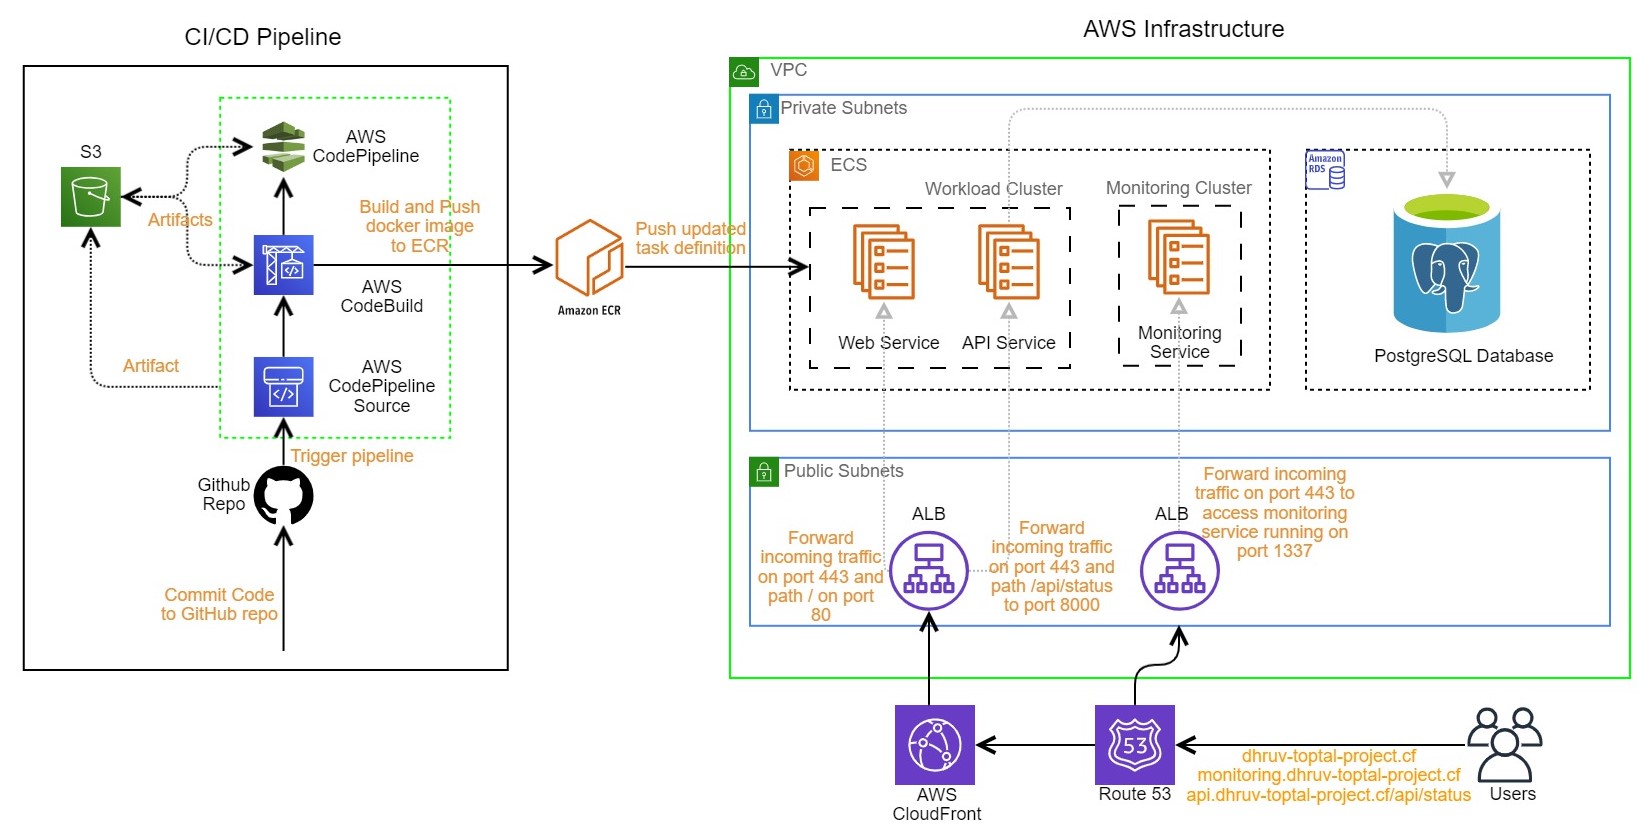 CI/CD Pipeline
S3
AWS
CodePipeline
Artifacts
Build and Push
docker image
to ECR
AWS
CodeBuild
Artifact
AWS
CodePipeline
Source
Trigger pipeline
Github
Repo
Commit Code
to GitHub repo
Amazon ECR
Push updated
task definition
AWS Infrastructure
VPC
Private Subnets
ECS
Workload Cluster
Monitoring Cluster
Web Service
API Service
Monitoring
Service
Amazon
RDS
PostgreSQL Database
Public Subnets
ALB
Forward
incoming traffic
on port 443 and
path / on port
80
Forward
incoming traffic
on port 443 and
path /api/status
to port 8000
ALB
Forward incoming
traffic on port 443 to
access monitoring
service running on
port 1337
AWS
CloudFront
53
Route 53
dhruv-toptal-project.cf
monitoring.dhruv-toptal-project.cf
api.dhruv-toptal-project.cf/api/status
Users